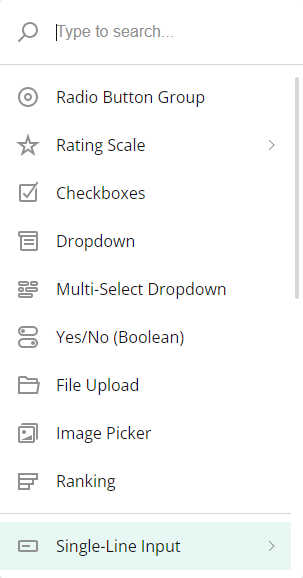 Type to search...
Radio Button Group
Rating Scale
Checkboxes
Dropdown
Multi-Select Dropdown
Yes/No (Boolean)
File Upload
Image Picker
Ranking
Single-Line Input